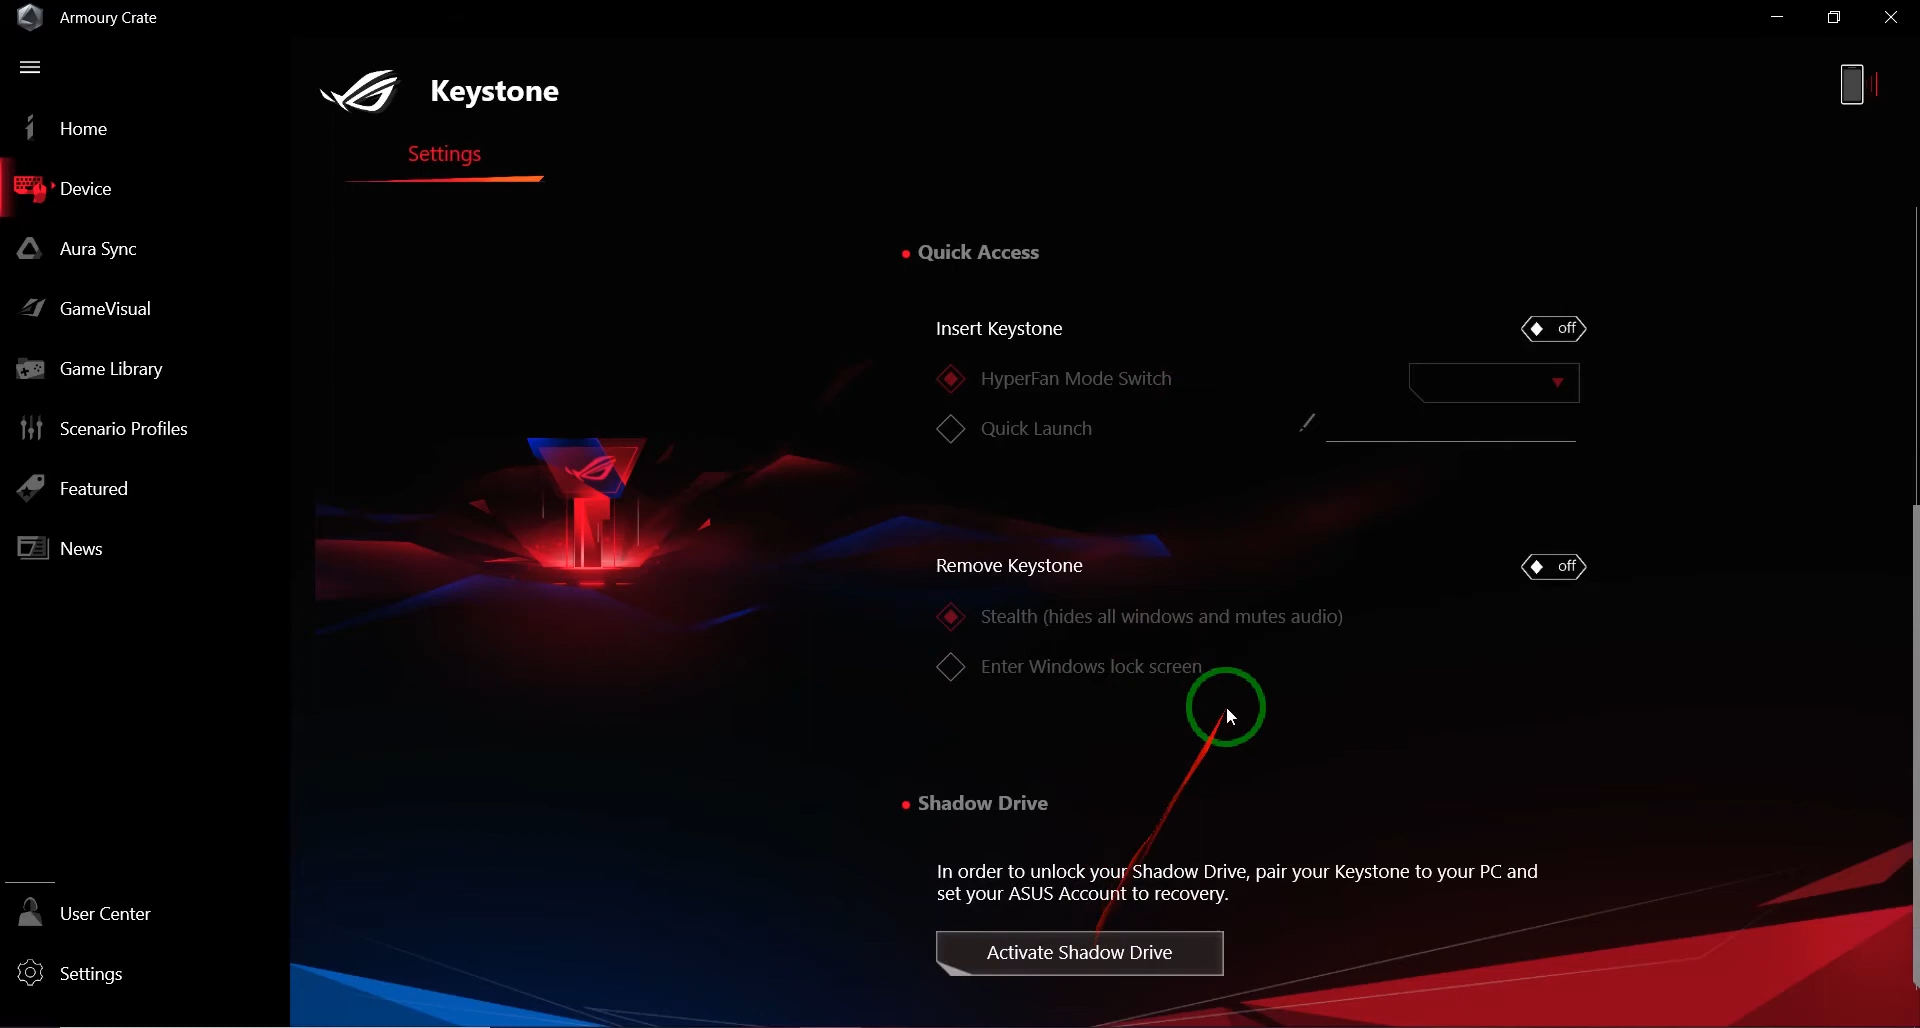 Armoury Crate
Keystone
Home
Settings
Device
Aura Sync
Quick Access
GameVisual
Insert Keystone
off
Game Library
HyperFan Mode Switch
Scenario Profiles
Quick Launch
Featured
News
Remove Keystone
off
Stealth (hides all windows and mutes audio)
Enter Windows lock screen
Shadow Drive
In order to unlock your Shadow Drive, pair your Keystone to your PC and
set your ASUS Account to recovery.
User Center
Activate Shadow Drive
Settings